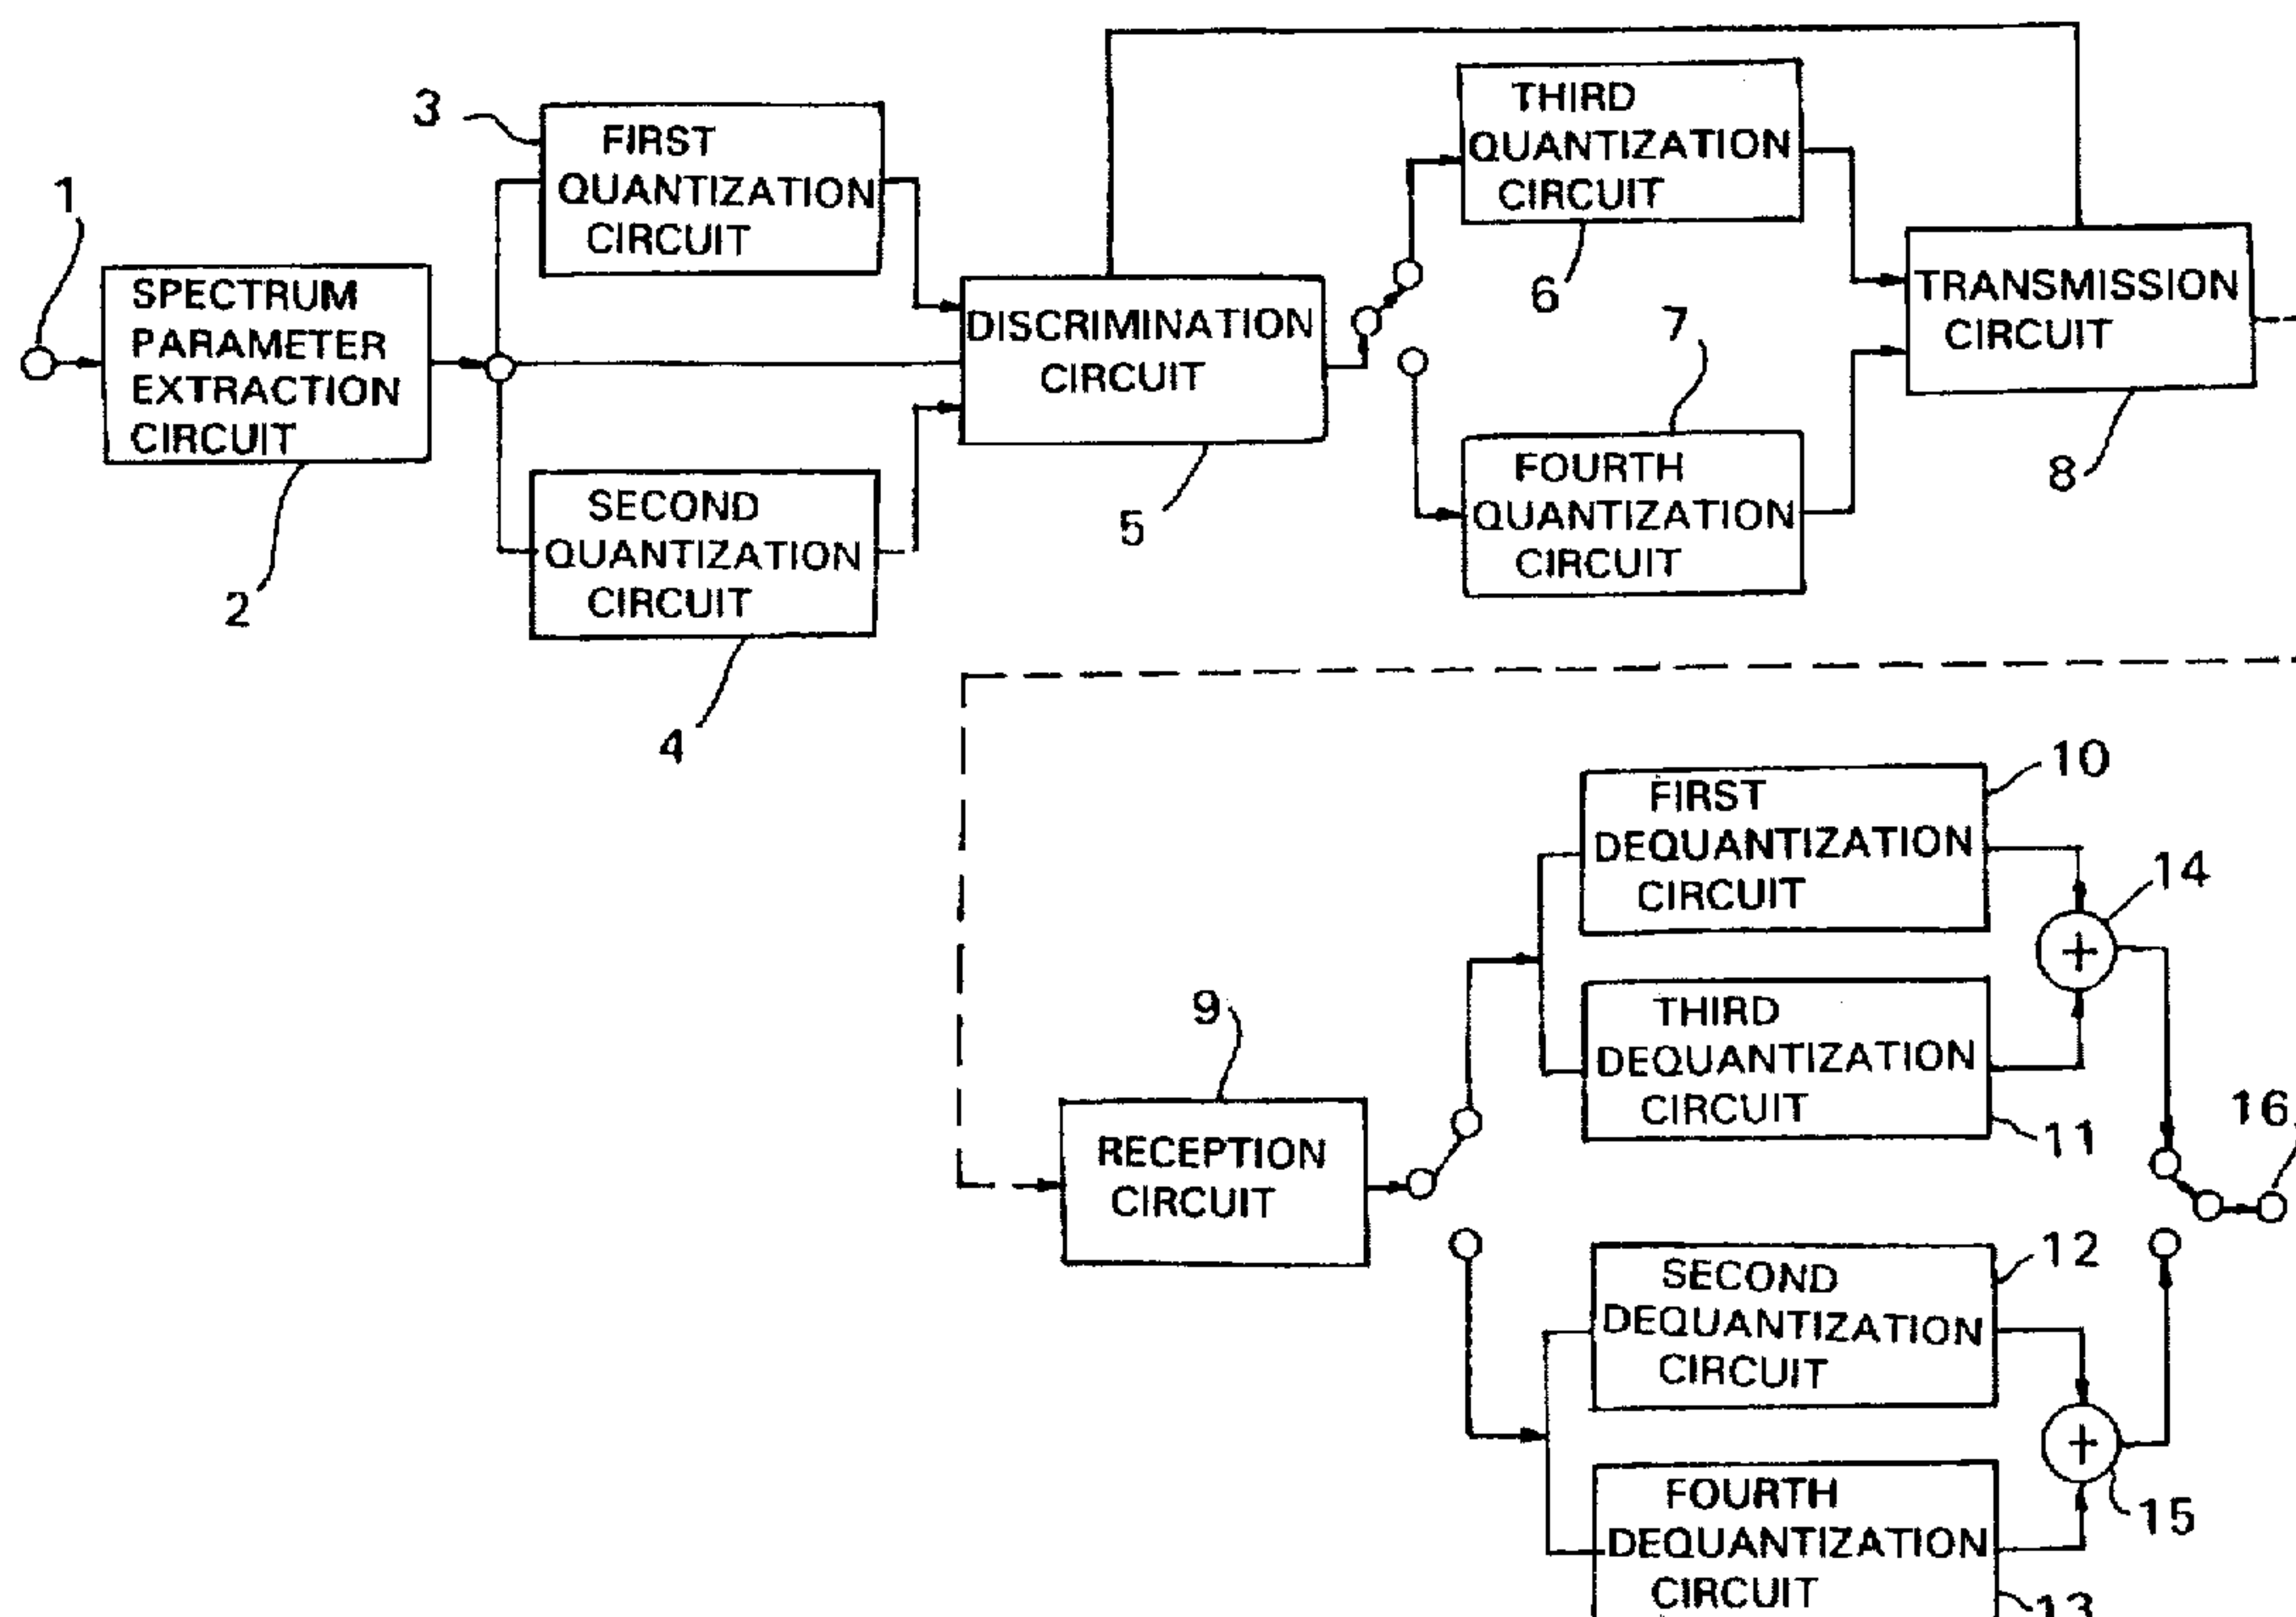 1
SPECTRUM
PARAMETER
EXTRACTION
CIRCUIT
2
3
FIRST
QUANTIZATION
CIRCUIT
SECOND
QUANTIZATION
CIRCUIT
4
DISCRIMINATION
CIRCUIT
5
THIRD
QUANTIZATION
CIRCUIT
6
7
FOURTH
QUANTIZATION
CIRCUIT
TRANSMISSION
CIRCUIT
8
9
RECEPTION
CIRCUIT
10
FIRST
DEQUANTIZATION
CIRCUIT
14
+
THIRD
DEQUANTIZATION
CIRCUIT
11
16
12
SECOND
DEQUANTIZATION
CIRCUIT
+
15
FOURTH
DEQUANTIZATION
CIRCUIT
13